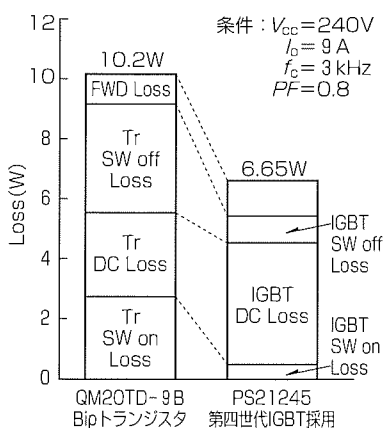 条件：Vcc=240V
Io=9A
fc=3kHz
PF=0.8
Loss(W)
12
10
8
6
4
2
0
10.2W
FWD Loss
Tr
SW off
Loss
Tr
DC Loss
Tr
SW on
Loss
6.65W
IGBT
SW off
Loss
IGBT
DC Loss
IGBT
SW on
Loss
QM20TD-9B
Bipトランジスタ
PS21245
第四世代IGBT採用